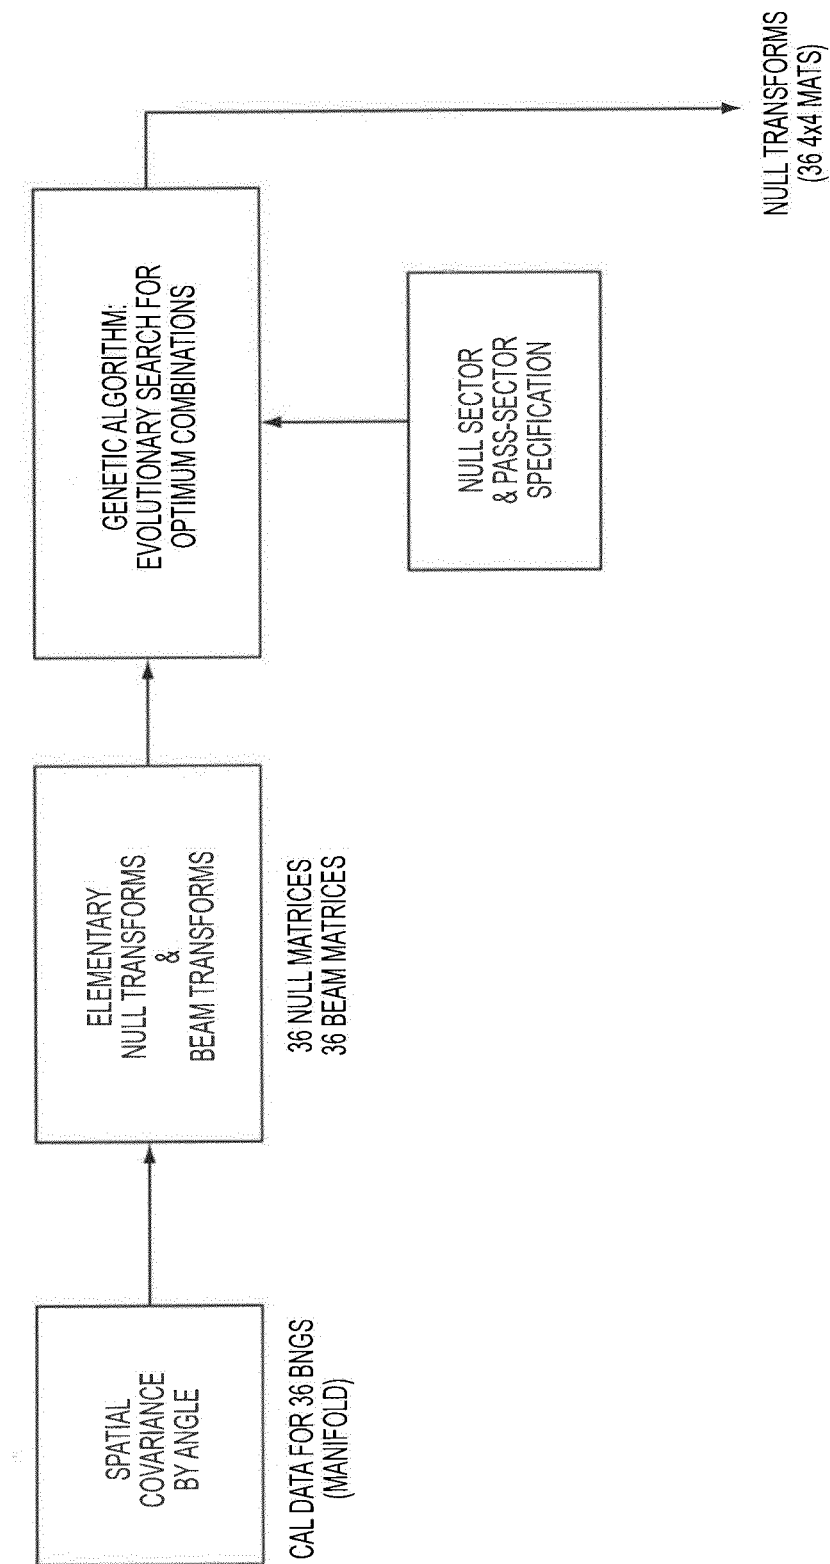 SPATIAL
COVARIANCE
BY ANGLE
CAL DATA FOR 36 BNGS
(MANIFOLD)
ELEMENTARY
NULL TRANSFORMS
&
BEAM TRANSFORMS
36 NULL MATRICES
36 BEAM MATRICES
GENETIC ALGORITHM:
EVOLUTIONARY SEARCH FOR
OPTIMUM COMBINATIONS
NULL SECTOR
& PASS-SECTOR
SPECIFICATION
NULL TRANSFORMS
(36 4x4 MATS)